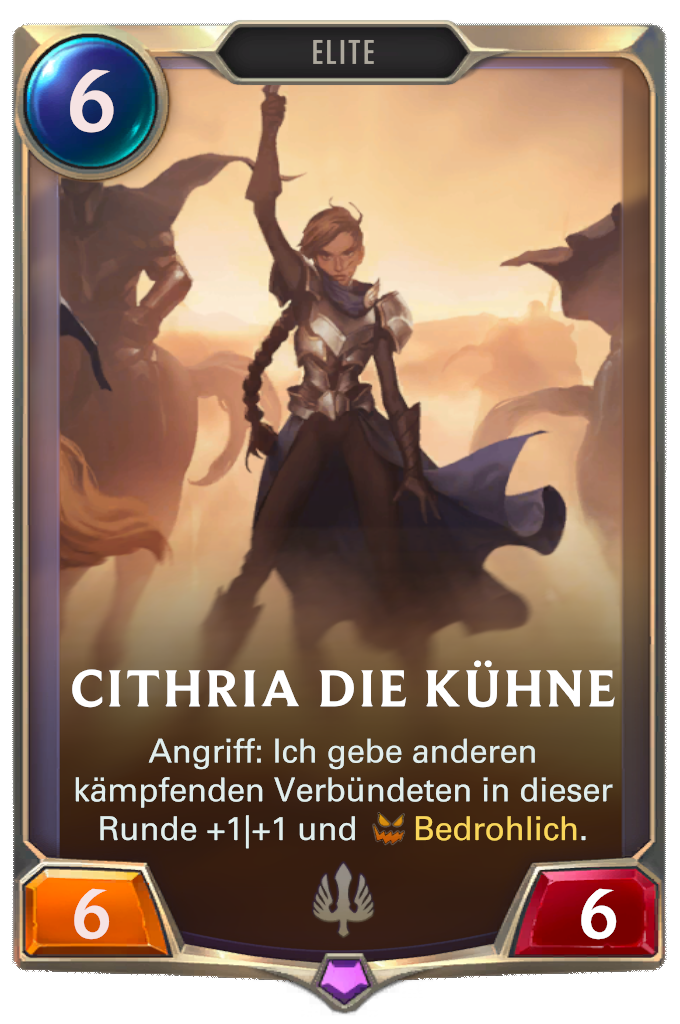 ELITE
6
CITHRIA DIE KÜHNE
Angriff: Ich gebe anderen
kämpfenden Verbündeten in dieser
Runde +1|+1 und Bedrohlich.
6
6